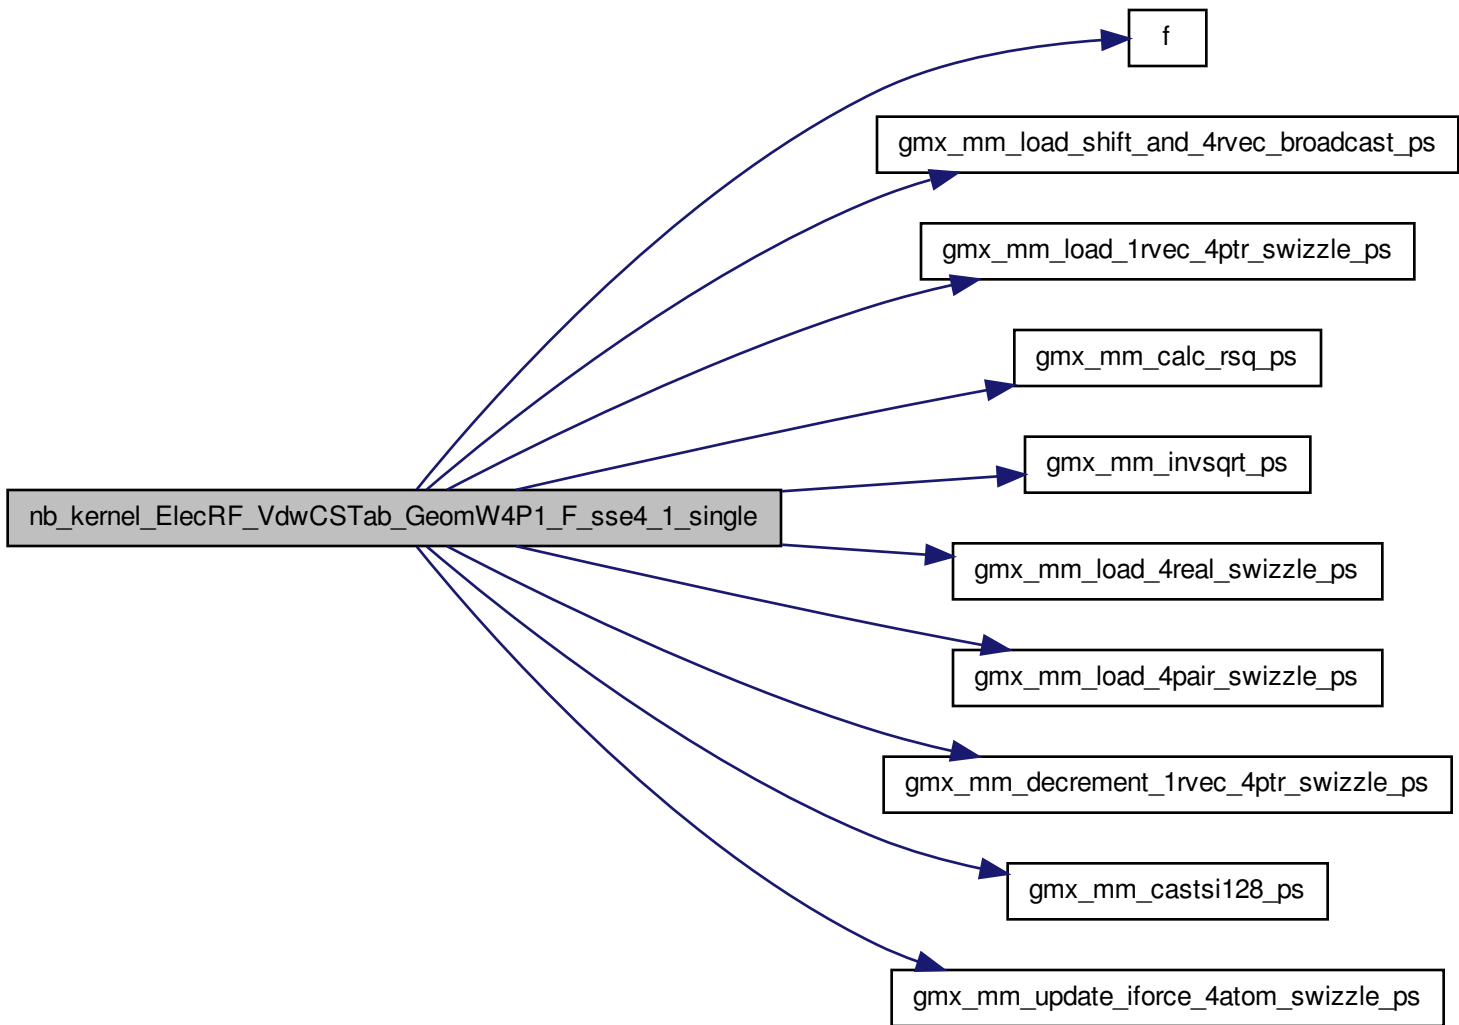 f
gmx_mm_load_shift_and_4rvec_broadcast_ps
gmx_mm_load_1rvec_4ptr_swizzle_ps
gmx_mm_calc_rsq_ps
gmx_mm_invsqrt_ps
nb_kernel_ElecRF_VdwCSTab_GeomW4P1_F_sse4_1_single
gmx_mm_load_4real_swizzle_ps
gmx_mm_load_4pair_swizzle_ps
gmx_mm_decrement_1rvec_4ptr_swizzle_ps
gmx_mm_castsi128_ps
gmx_mm_update_iforce_4atom_swizzle_ps